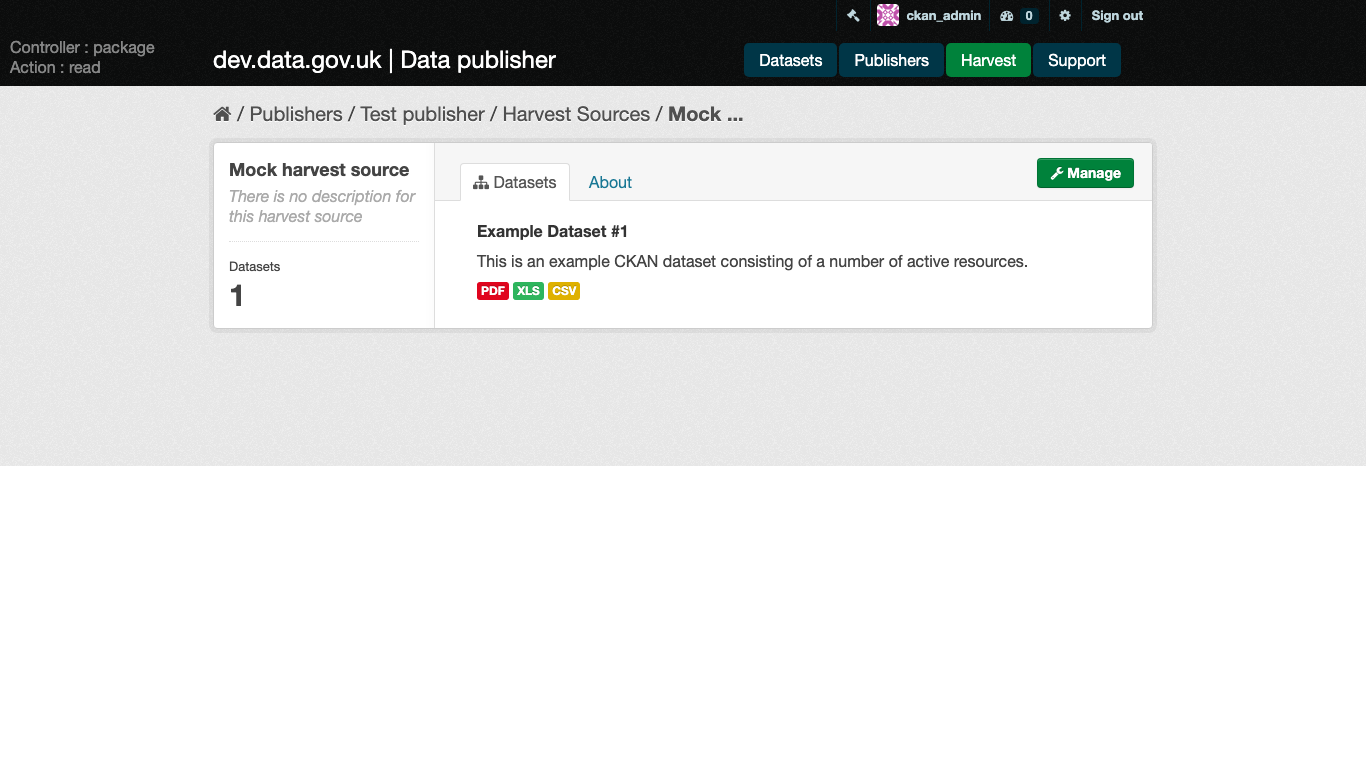 ckan_admin 0 Sign out
Controller : package
Action : read
dev.data.gov.uk | Data publisher
Datasets Publishers Harvest Support
/ Publishers / Test publisher / Harvest Sources / Mock ...
Mock harvest source
There is no description for
this harvest source
Datasets
1
Datasets About
Manage
Example Dataset #1
This is an example CKAN dataset consisting of a number of active resources.
PDF XLS CSV